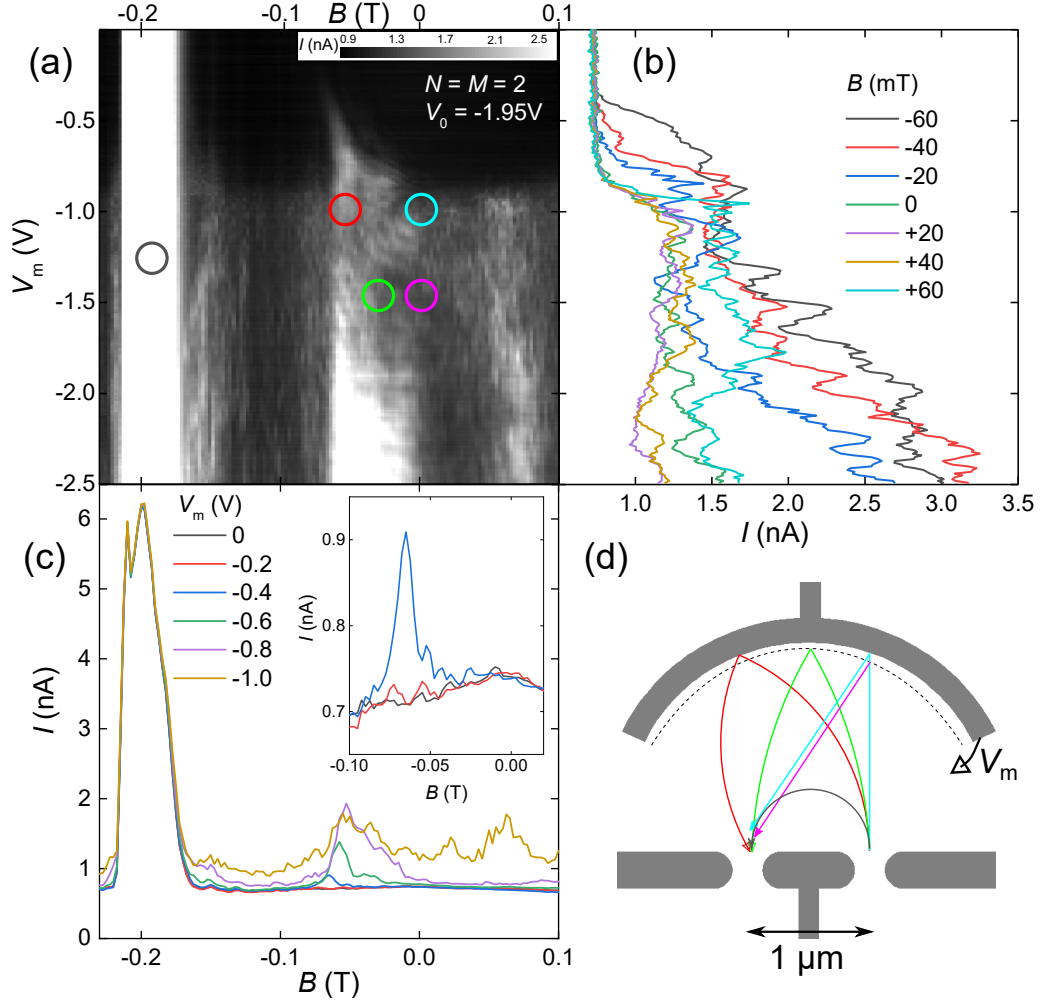 B (T)
-0.2 -0.1 0 0.1
(a)
I (nA) 0.9 1.3 1.7 2.1 2.5
N = M = 2
V0 = -1.95V
-0.5
-1.0
-1.5
-2.0
-2.5
Vm (V)
(b)
B (mT)
-60
-40
-20
0
+20
+40
+60
1.0 1.5 2.0 2.5 3.0 3.5
I (nA)
(c)
Vm (V)
0
-0.2
-0.4
-0.6
-0.8
-1.0
6
5
4
3
2
1
0
I (nA)
0.9
0.8
0.7
I (nA)
-0.10 -0.05 0.00
B (T)
-0.2 -0.1 0.0 0.1
B (T)
(d)
Vm
1 µm